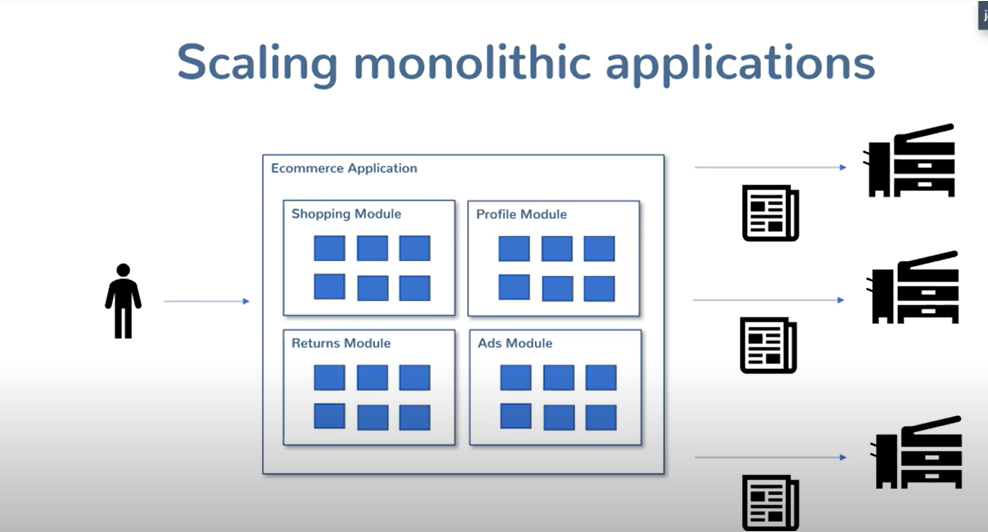 Scaling monolithic applications
Ecommerce Application
Shopping Module
Profile Module
Returns Module
Ads Module